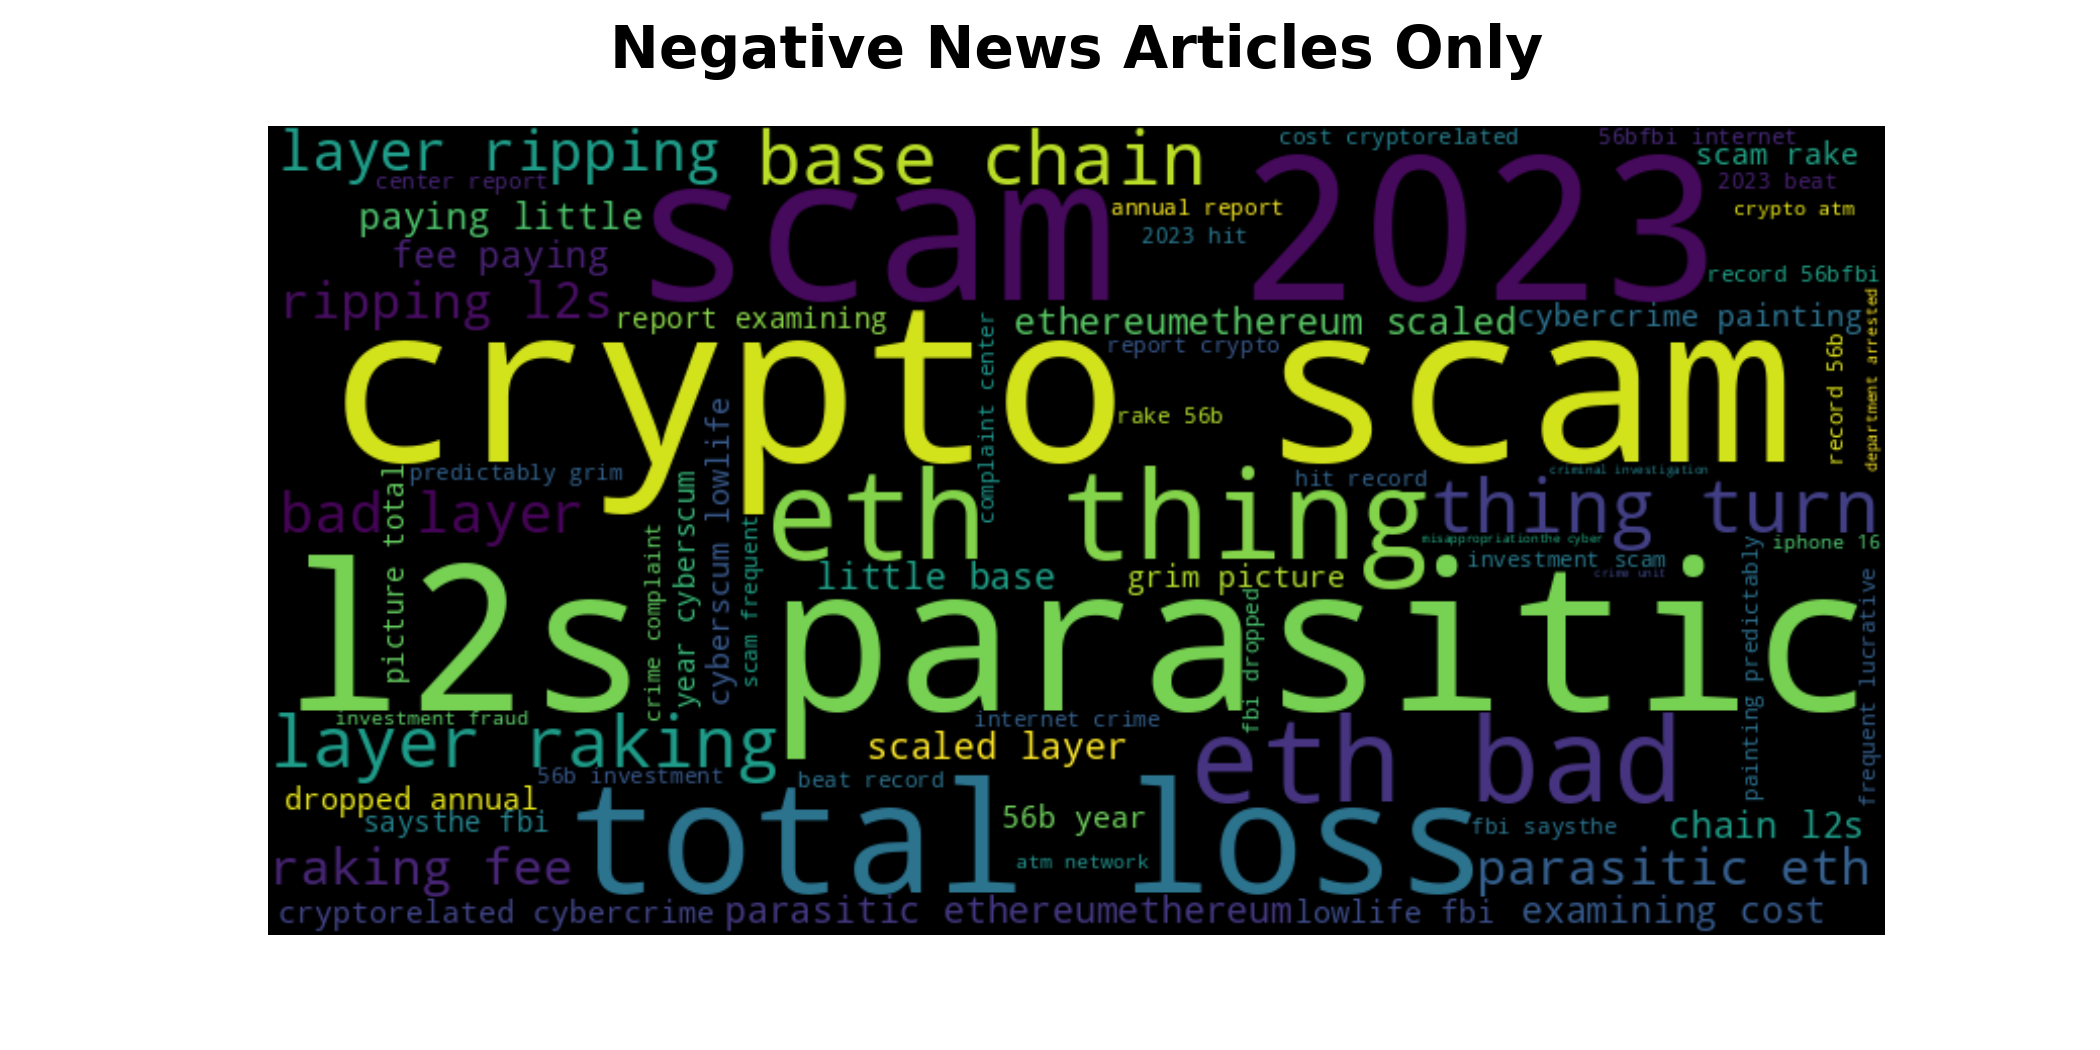 Negative News Articles Only
layer ripping
base chain
cost cryptorelated
56bfbi internet
scam rake
center report
2023 beat
paying little
scam 2023
annual report
crypto atm
2023 hit
fee paying
record 56bfbi
ripping l2s
report examining
ethereumethereum scaled
cybercrime painting
department arrested
crypto scam
report crypto
complaint center
record 56b
rake 56b
predictably grim
hit record
criminal investigation
bad layer
picture total
year cyberscum
cyberscum lowlife
eth thing
thing turn
misappropriationthe cyber
iphone 16
crime complaint
scam frequent
little base
grim picture
investment scam
crime unit
l2s parasitic
fbi dropped
painting predictably
frequent lucrative
investment fraud
internet crime
layer raking
scaled layer
eth bad
56b investment
beat record
dropped annual
total loss
saysthe fbi
56b year
fbi saysthe
chain l2s
raking fee
atm network
parasitic eth
cryptorelated cybercrime
parasitic ethereumethereum
lowlife fbi
examining cost